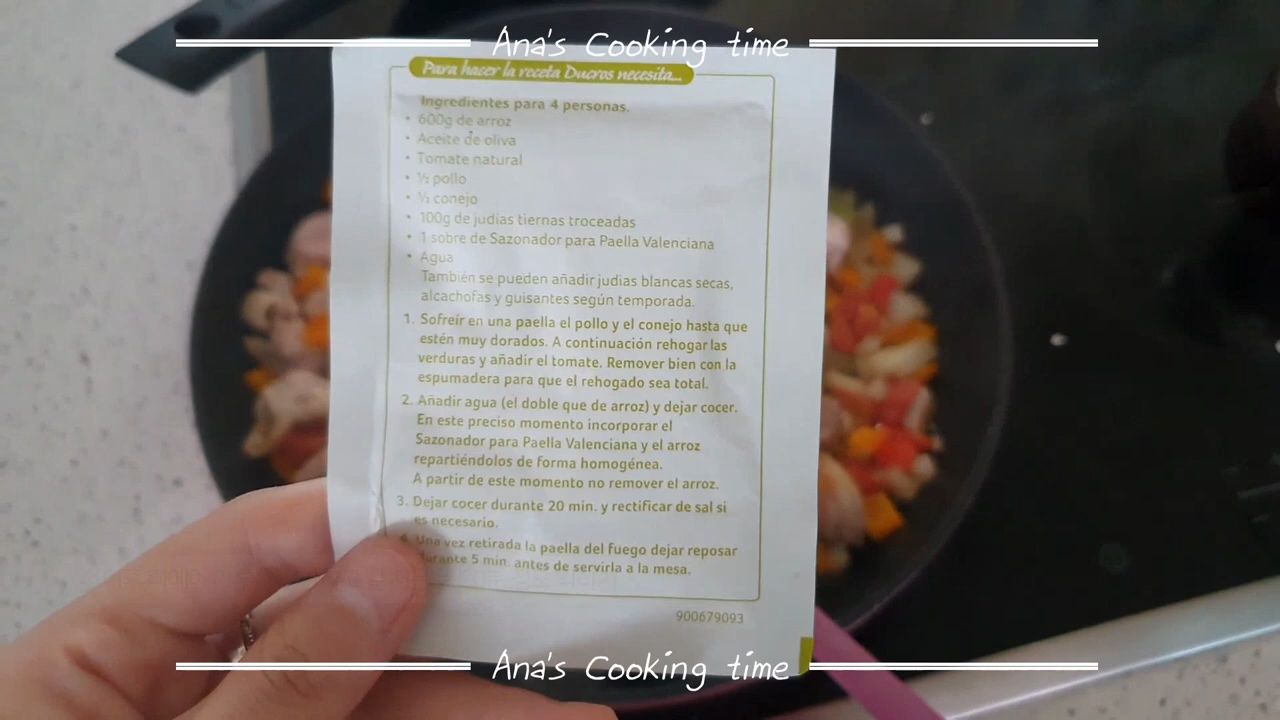 Ana's Cooking time
Para hacer la receta Ducros necesita...
Ingredientes para 4 personas.
• 600g de arroz
• Aceite de oliva
• Tomate natural
• ½ pollo
• ½ conejo
• 100g de judías tiernas troceadas
• 1 sobre de Sazonador para Paella Valenciana
• Agua
También se pueden añadir judías blancas secas,
alcachofas y guisantes según temporada.
1. Sofreír en una paella el pollo y el conejo hasta que
estén muy dorados. A continuación rehogar las
verduras y añadir el tomate. Remover bien con la
espumadera para que el rehogado sea total.
2. Añadir agua (el doble que de arroz) y dejar cocer.
En este preciso momento incorporar el
Sazonador para Paella Valenciana y el arroz
repartiéndolos de forma homogénea.
A partir de este momento no remover el arroz.
3. Dejar cocer durante 20 min. y rectificar de sal si
es necesario.
4. Una vez retirada la paella del fuego dejar reposar
durante 5 min. antes de servirla a la mesa.
900679093
Ana's Cooking time